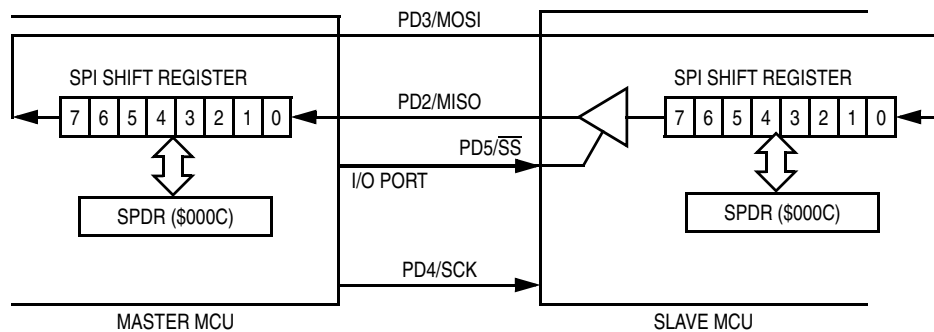 PD3/MOSI
SPI SHIFT REGISTER
SPI SHIFT REGISTER
7 6 5 4 3 2 1 0
PD2/MISO
7 6 5 4 3 2 1 0
PD5/S̅S̅
I/O PORT
SPDR ($000C)
SPDR ($000C)
PD4/SCK
MASTER MCU
SLAVE MCU